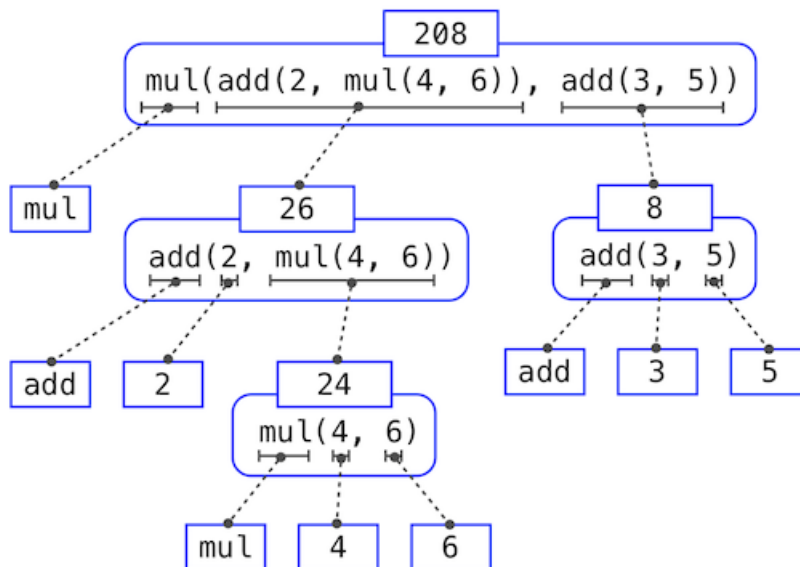 208
mul(add(2, mul(4, 6)), add(3, 5))
mul
26
8
add(2, mul(4, 6))
add(3, 5)
add
2
24
add
3
5
mul(4, 6)
mul
4
6